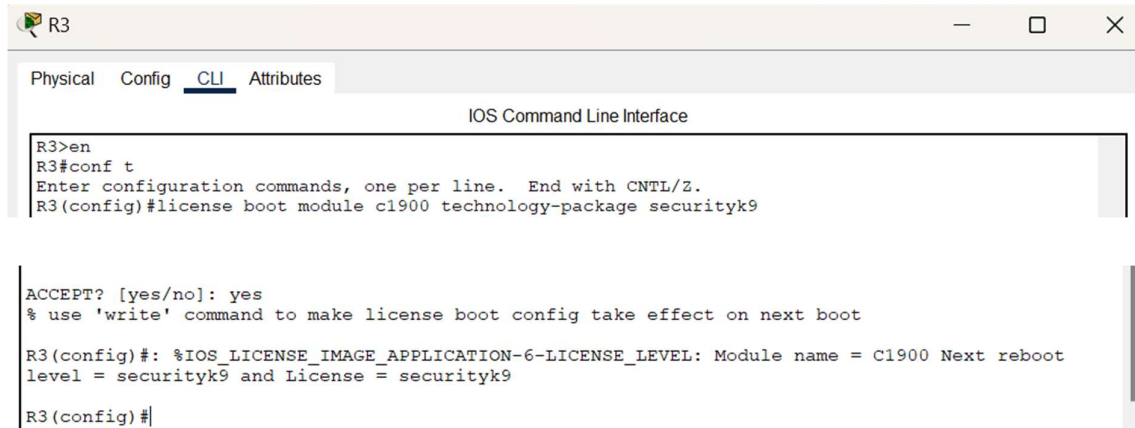 R3
Physical Config CLI Attributes
IOS Command Line Interface
R3>en
R3#conf t
Enter configuration commands, one per line.  End with CNTL/Z.
R3(config)#license boot module c1900 technology-package securityk9
ACCEPT? [yes/no]: yes
% use 'write' command to make license boot config take effect on next boot
R3(config)#: %IOS_LICENSE_IMAGE_APPLICATION-6-LICENSE_LEVEL: Module name = C1900 Next reboot
level = securityk9 and License = securityk9
R3(config)#